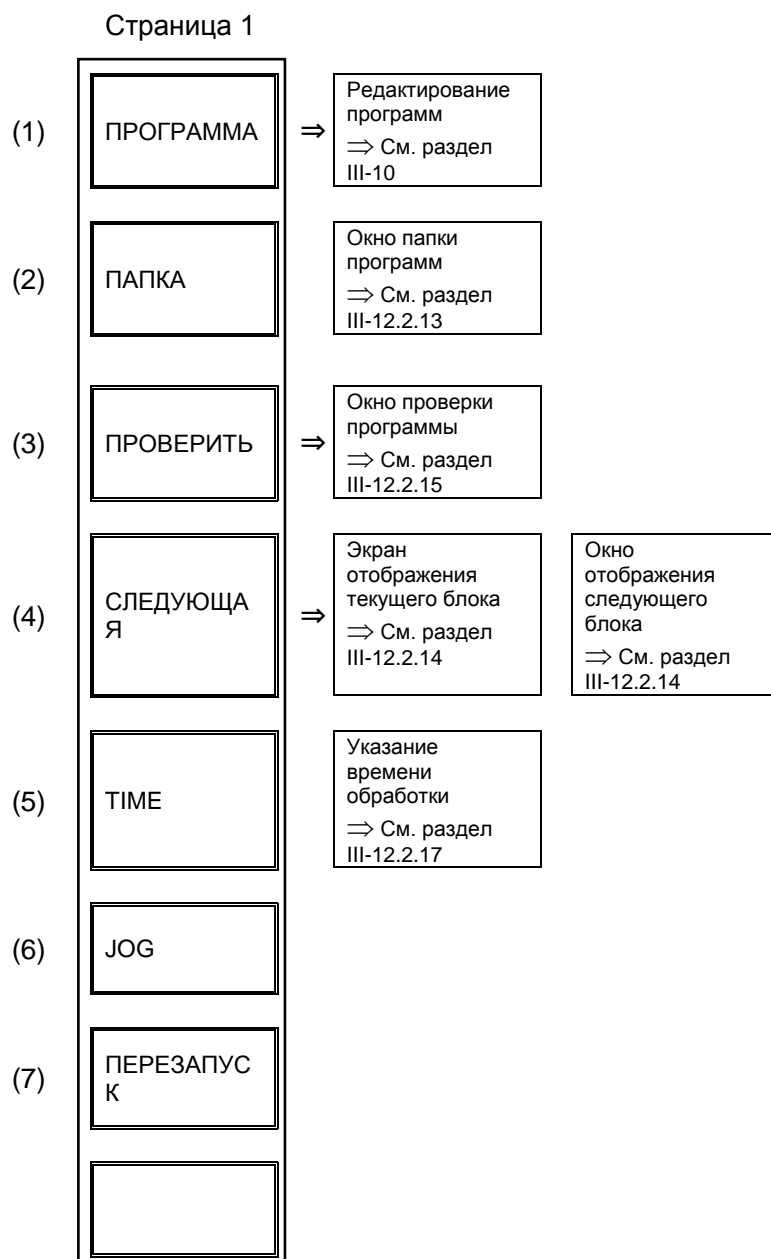 Страница 1
(1)
ПРОГРАММА
⇒
Редактирование
программ
⇒ См. раздел
III-10
(2)
ПАПКА
Окно папки
программ
⇒ См. раздел
III-12.2.13
(3)
ПРОВЕРИТЬ
⇒
Окно проверки
программы
⇒ См. раздел
III-12.2.15
(4)
СЛЕДУЮЩА
Я
⇒
Экран
отображения
текущего блока
⇒ См. раздел
III-12.2.14
Окно
отображения
следующего
блока
⇒ См. раздел
III-12.2.14
(5)
TIME
Указание
времени
обработки
⇒ См. раздел
III-12.2.17
(6)
JOG
(7)
ПЕРЕЗАПУС
К